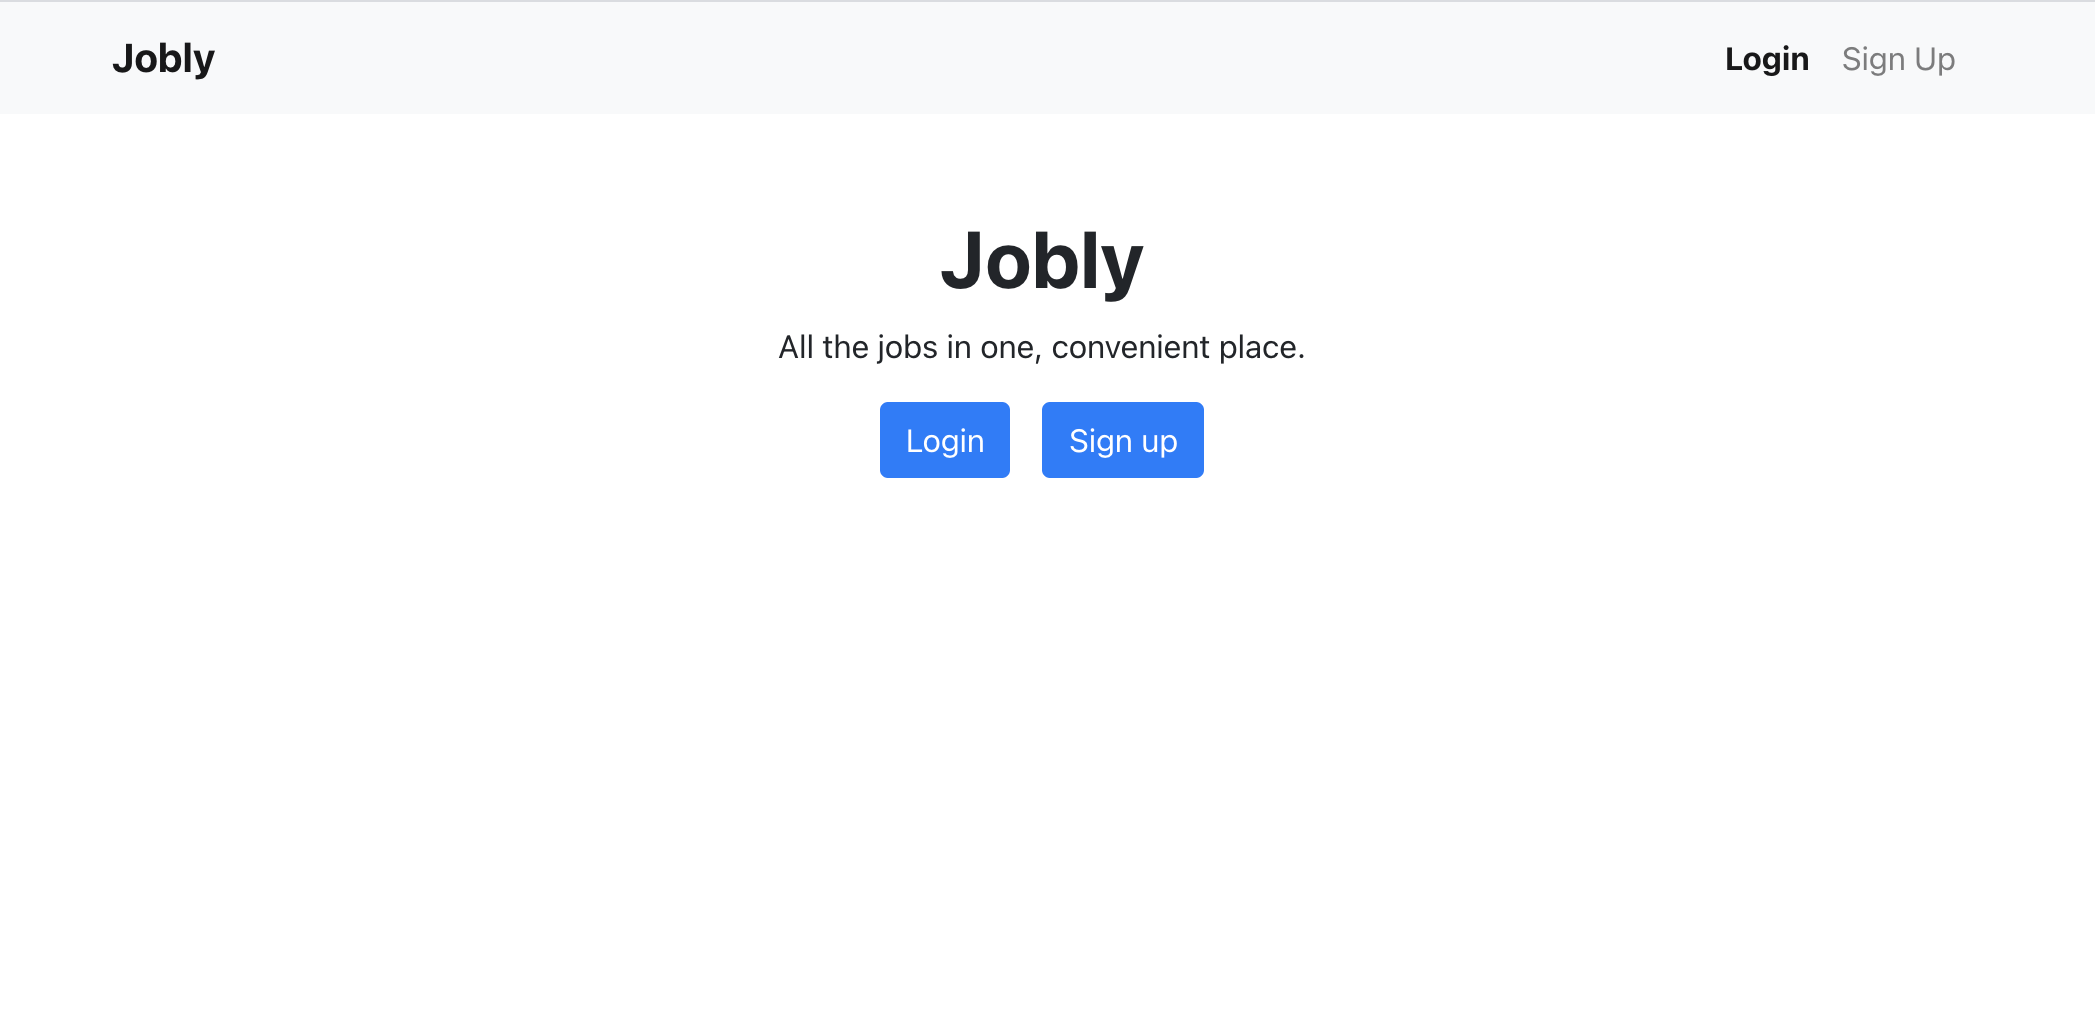 Jobly Login Sign Up
Jobly
All the jobs in one, convenient place.
Login Sign up